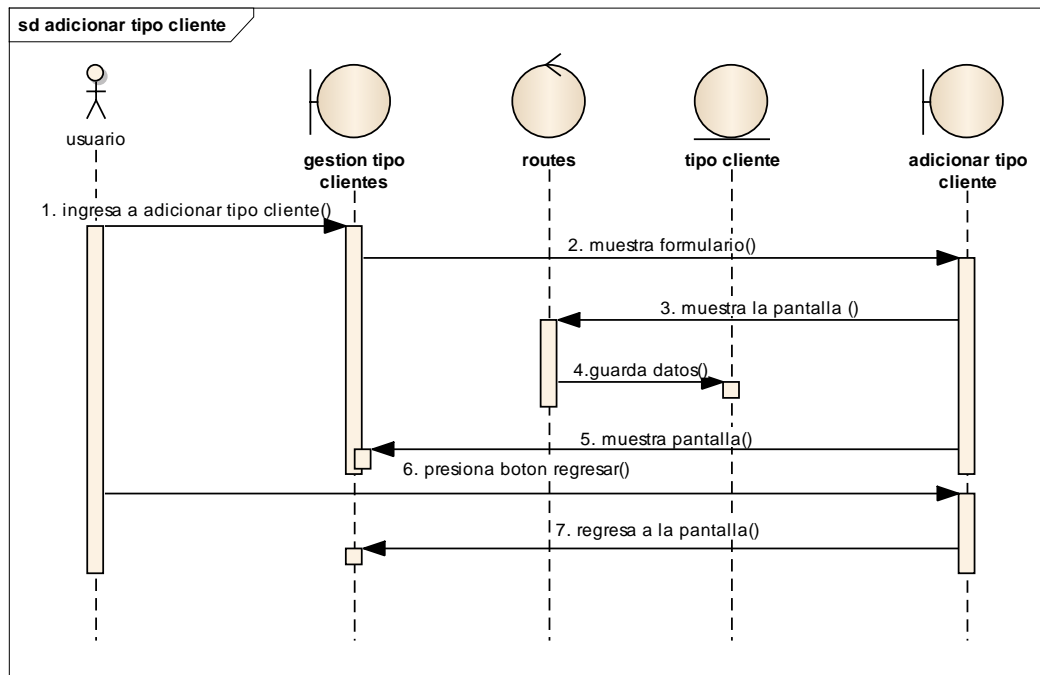 sd adicionar tipo cliente
usuario
gestion tipo
clientes
routes
tipo cliente
adicionar tipo
cliente
1. ingresa a adicionar tipo cliente()
2. muestra formulario()
3. muestra la pantalla ()
4.guarda datos()
5. muestra pantalla()
6. presiona boton regresar()
7. regresa a la pantalla()